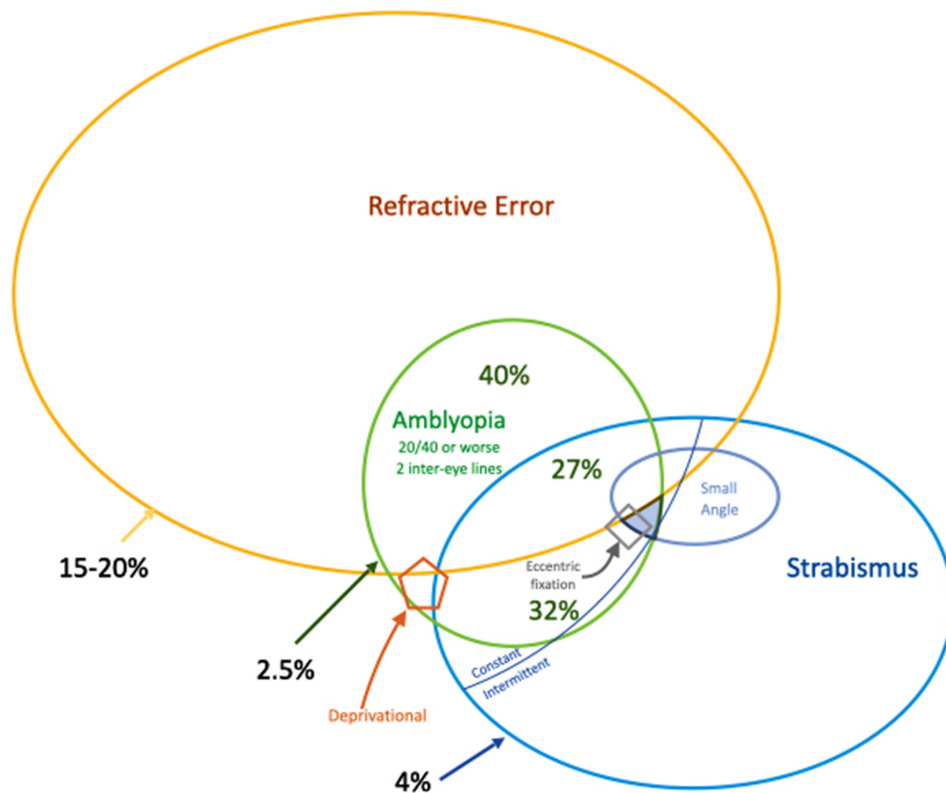 Refractive Error
40%
Amblyopia
20/40 or worse
2 inter-eye lines
27%
Small
Angle
Eccentric
fixation
15-20%
Strabismus
32%
2.5%
Constant
Intermittent
Deprivational
4%